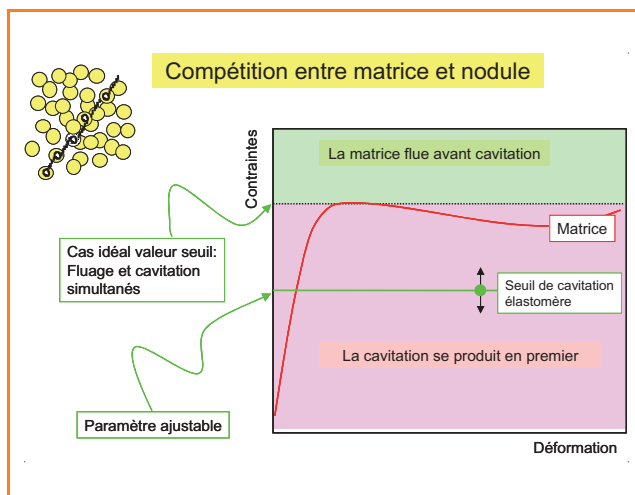 Compétition entre matrice et nodule
Contraintes
La matrice flue avant cavitation
Matrice
Cas idéal valeur seuil:
Fluage et cavitation
simultanés
Seuil de cavitation
élastomère
La cavitation se produit en premier
Paramètre ajustable
Déformation